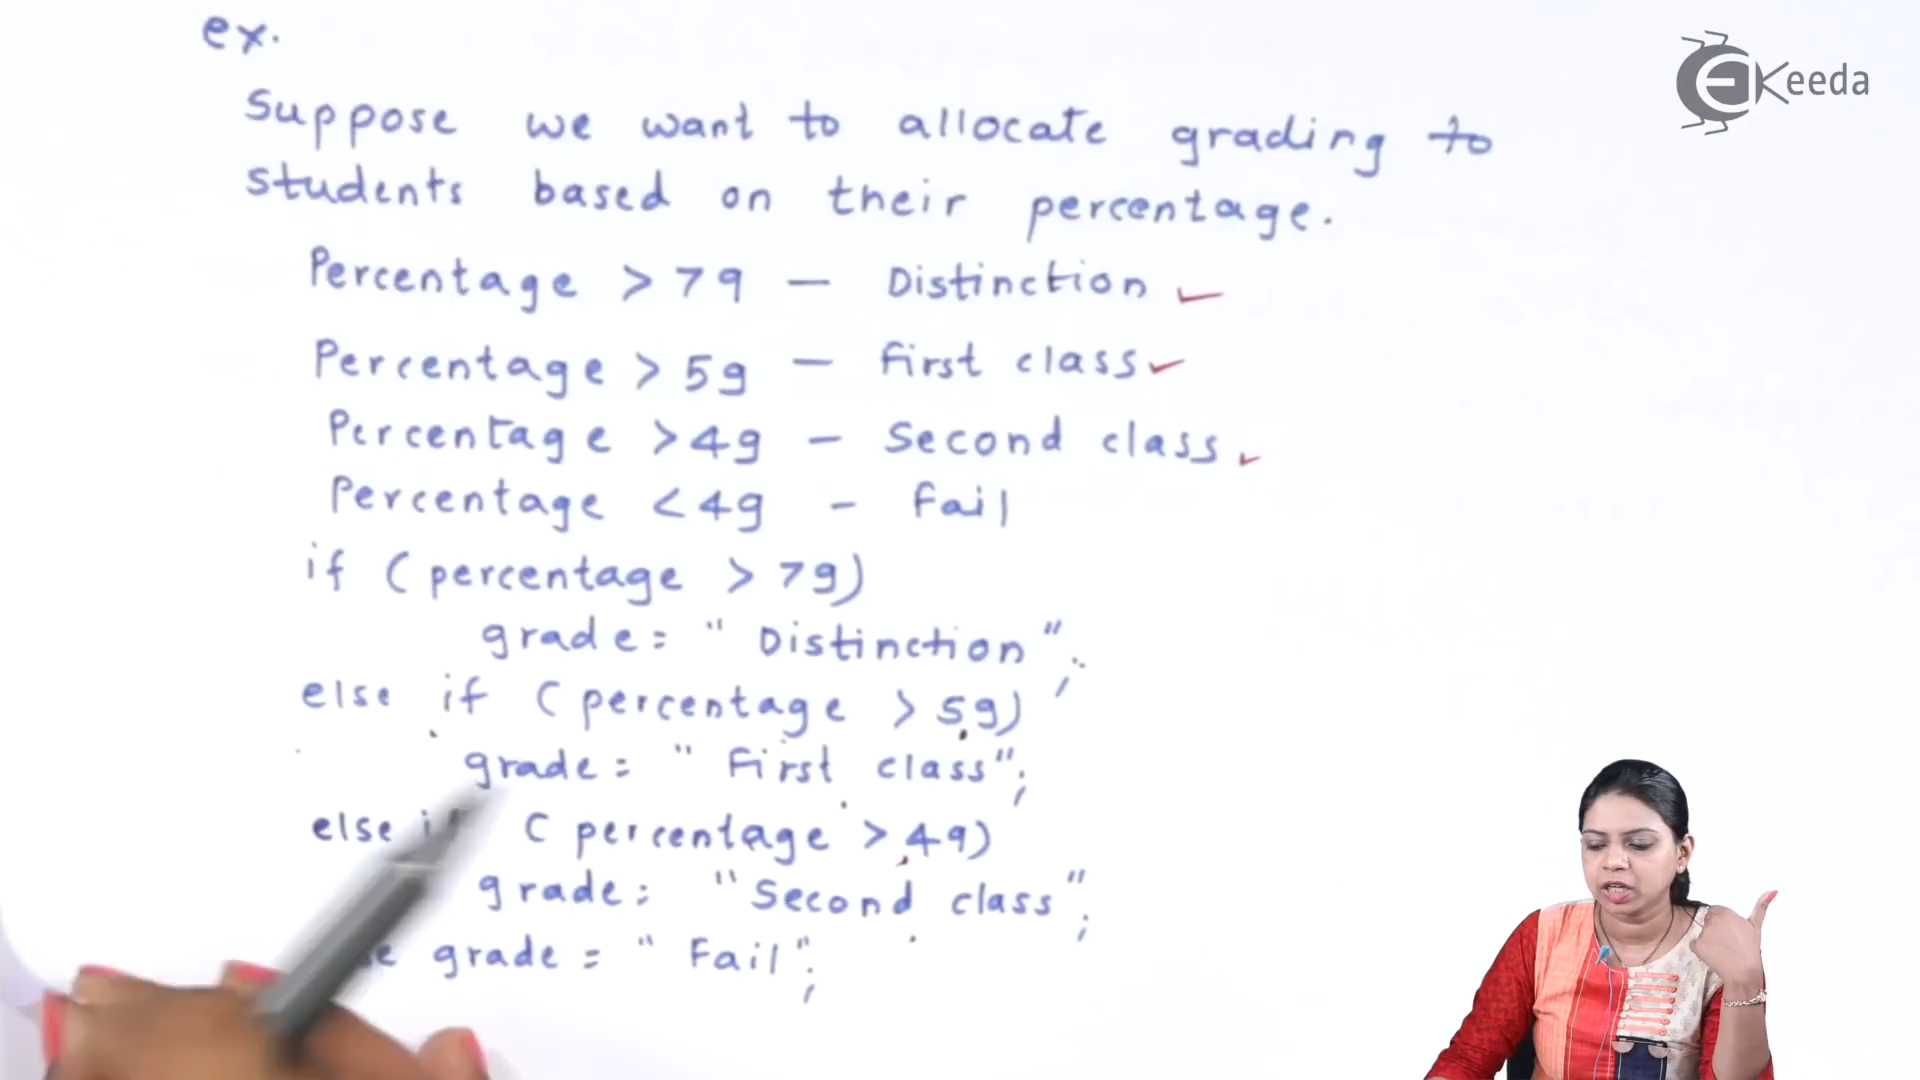 ex.
Keeda
Suppose we want to allocate grading to
students based on their percentage.
Percentage > 79 — Distinction
Percentage > 59 — First class
Percentage > 49 — Second class
Percentage < 49 - Fail
if (percentage > 79)
grade = " Distinction ";
else if (percentage > 59)
grade = " First class";
else ( percentage > 49)
grade = "Second class";
grade = " Fail";